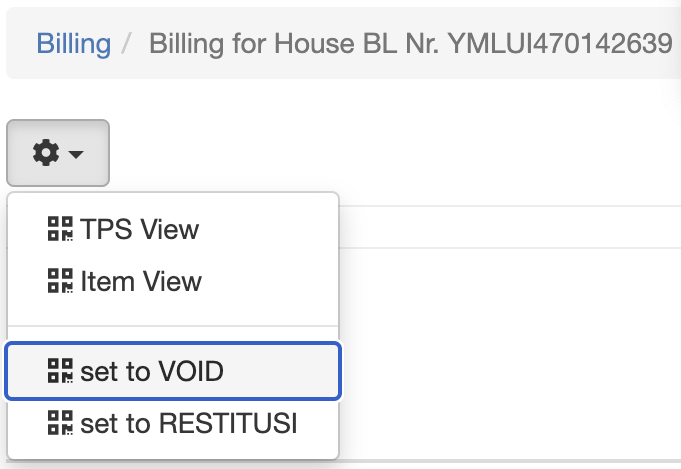 Billing / Billing for House BL Nr. YMLUI470142639
TPS View
Item View
set to VOID
set to RESTITUSI